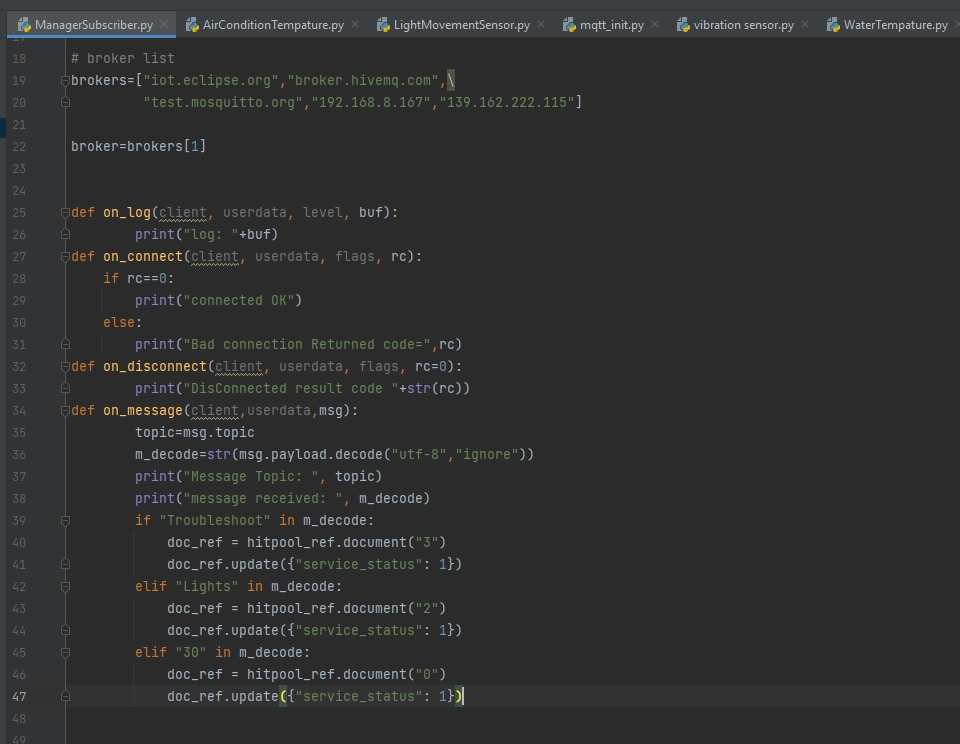 ManagerSubscriber.py AirConditionTempature.py LightMovementSensor.py mqtt_init.py vibration sensor.py WaterTempature.py
17
18 # broker list
19 brokers=["iot.eclipse.org","broker.hivemq.com",\
20 "test.mosquitto.org","192.168.8.167","139.162.222.115"]
21
22 broker=brokers[1]
23
24
25 def on_log(client, userdata, level, buf):
26 print("log: "+buf)
27 def on_connect(client, userdata, flags, rc):
28 if rc==0:
29 print("connected OK")
30 else:
31 print("Bad connection Returned code=",rc)
32 def on_disconnect(client, userdata, flags, rc=0):
33 print("DisConnected result code "+str(rc))
34 def on_message(client,userdata,msg):
35 topic=msg.topic
36 m_decode=str(msg.payload.decode("utf-8","ignore"))
37 print("Message Topic: ", topic)
38 print("message received: ", m_decode)
39 if "Troubleshoot" in m_decode:
40 doc_ref = hitpool_ref.document("3")
41 doc_ref.update({"service_status": 1})
42 elif "Lights" in m_decode:
43 doc_ref = hitpool_ref.document("2")
44 doc_ref.update({"service_status": 1})
45 elif "30" in m_decode:
46 doc_ref = hitpool_ref.document("0")
47 doc_ref.update({"service_status": 1})
48
49